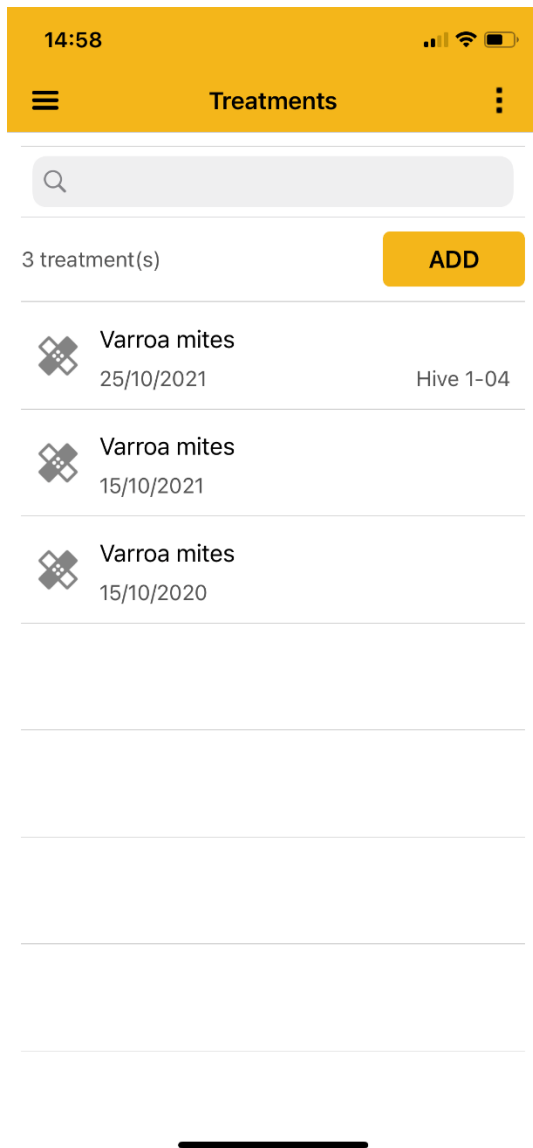 14:58
Treatments
3 treatment(s)
ADD
Varroa mites
25/10/2021 Hive 1-04
Varroa mites
15/10/2021
Varroa mites
15/10/2020